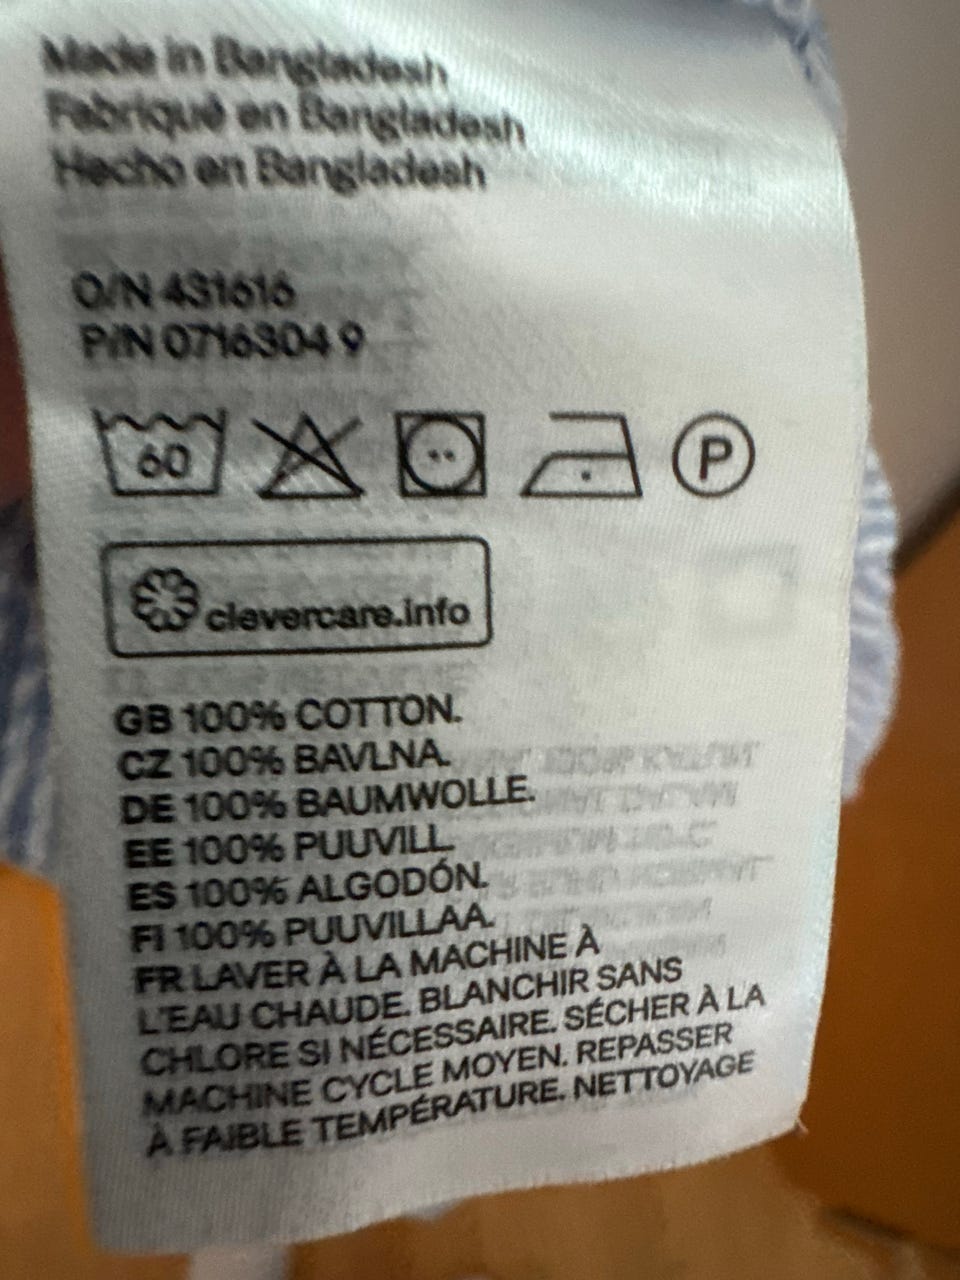 Made in Bangladesh
Fabriqué en Bangladesh
Hecho en Bangladesh
O/N 431616
P/N 0716304 9
60
P
clevercare.info
GB 100% COTTON.
CZ 100% BAVLNA.
DE 100% BAUMWOLLE.
EE 100% PUUVILL
ES 100% ALGODÓN.
FI 100% PUUVILLAA.
FR LAVER À LA MACHINE À
L'EAU CHAUDE. BLANCHIR SANS
CHLORE SI NÉCESSAIRE. SÉCHER À LA
MACHINE CYCLE MOYEN. REPASSER
À FAIBLE TEMPÉRATURE. NETTOYAGE